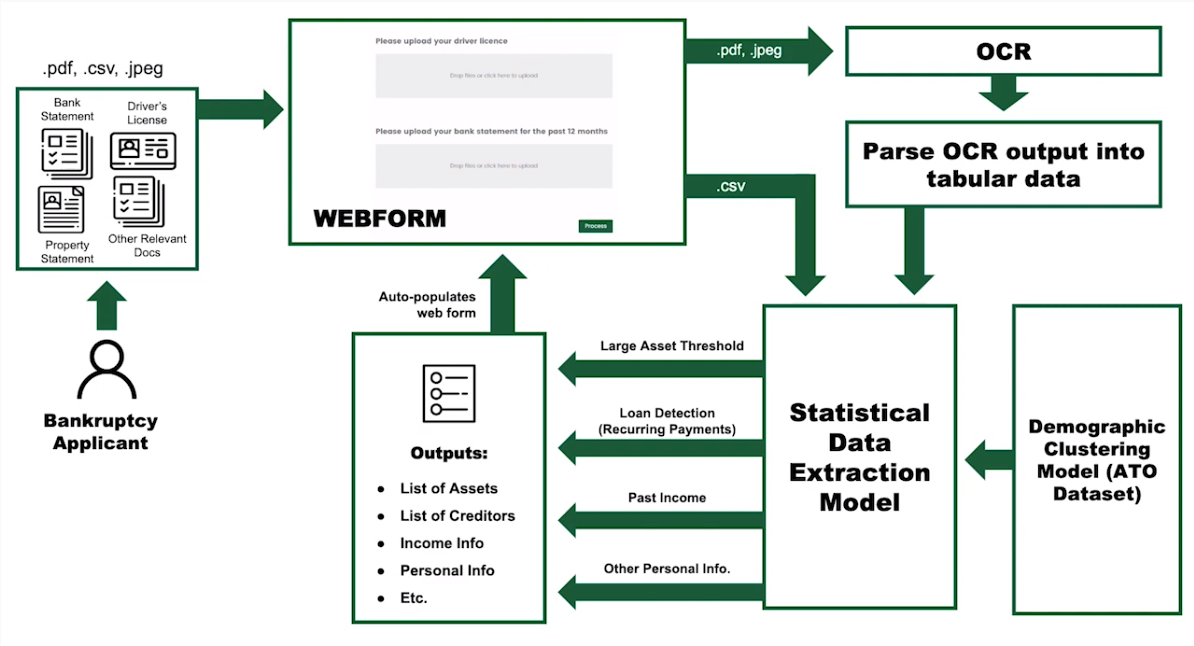 .pdf, .csv, .jpeg
Bank
Statement
Driver's
License
Property
Statement
Other Relevant
Docs
Bankruptcy
Applicant
Please upload your driver licence
Drop files or click here to upload
Please upload your bank statement for the past 12 months
Drop files or click here to upload
WEBFORM
Process
.pdf, .jpeg
.csv
OCR
Parse OCR output into
tabular data
Auto-populates
web form
Outputs:
• List of Assets
• List of Creditors
• Income Info
• Personal Info
• Etc.
Large Asset Threshold
Loan Detection
(Recurring Payments)
Past Income
Other Personal Info.
Statistical
Data
Extraction
Model
Demographic
Clustering
Model (ATO
Dataset)